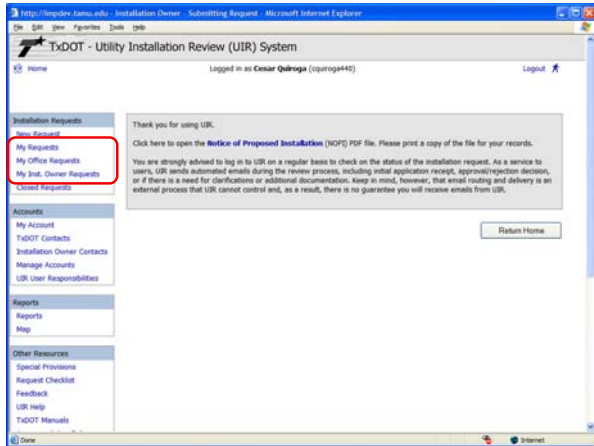 http://impdev.tamu.edu - Installation Owner - Submitting Request - Microsoft Internet Explorer
File Edit View Favorites Tools Help
TxDOT - Utility Installation Review (UIR) System
Home Logged in as Cesar Quiroga (cquiroga440) Logout
Installation Requests
New Request
My Requests
My Office Requests
My Inst. Owner Requests
Closed Requests
Thank you for using UIR.
Click here to open the Notice of Proposed Installation (NOPI) PDF file. Please print a copy of the file for your records.
You are strongly advised to log in to UIR on a regular basis to check on the status of the installation request. As a service to
users, UIR sends automated emails during the review process, including initial application receipt, approval/rejection decision,
or if there is a need for clarifications or additional documentation. Keep in mind, however, that email routing and delivery is an
external process that UIR cannot control and, as a result, there is no guarantee you will receive emails from UIR.
Return Home
Accounts
My Account
TxDOT Contacts
Installation Owner Contacts
Manage Accounts
UIR User Responsibilities
Reports
Reports
Map
Other Resources
Special Provisions
Request Checklist
Feedback
UIR Help
TxDOT Manuals
Done Internet